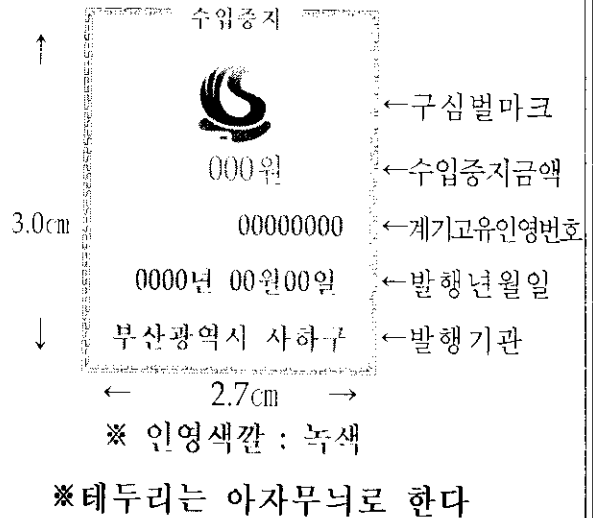 수입증지
←구심벌마크
000원 ←수입증지금액
3.0cm
00000000 ←계기고유인영번호
0000년 00월00일 ←발행년월일
부산광역시 사하구 ←발행기관
← 2.7cm →
※ 인영색깔 : 녹색
※테두리는 아자무늬로 한다